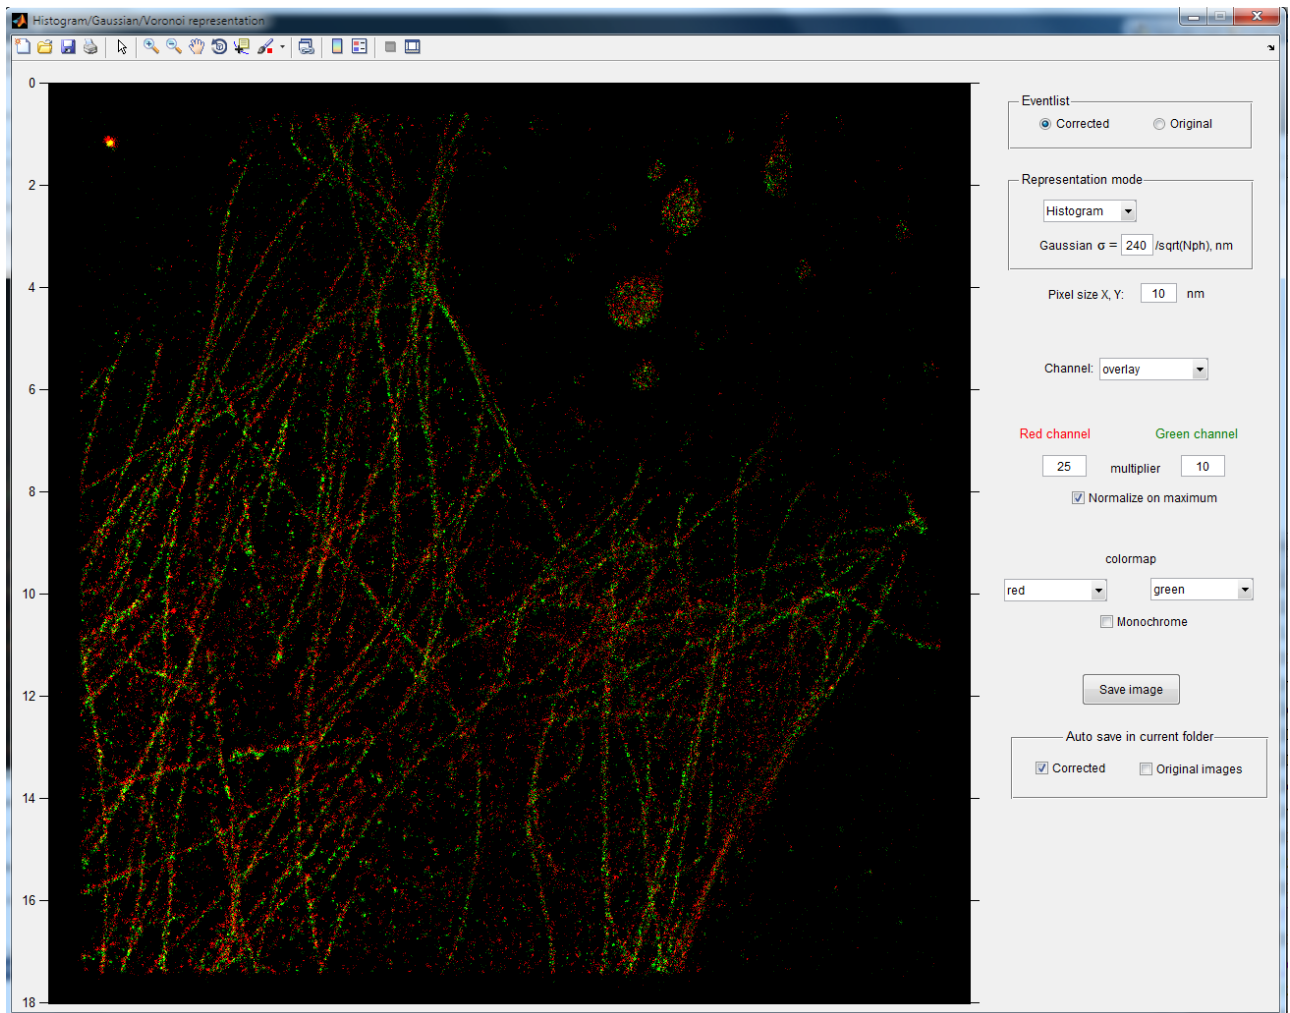 Histogram/Gaussian/Voronoi representation
0
2
4
6
8
10
12
14
16
18
Eventlist
Corrected Original
Representation mode
Histogram
Gaussian σ = 240 /sqrt(Nph), nm
Pixel size X, Y: 10 nm
Channel: overlay
Red channel Green channel
25 multiplier 10
Normalize on maximum
colormap
red green
Monochrome
Save image
Auto save in current folder
Corrected Original images